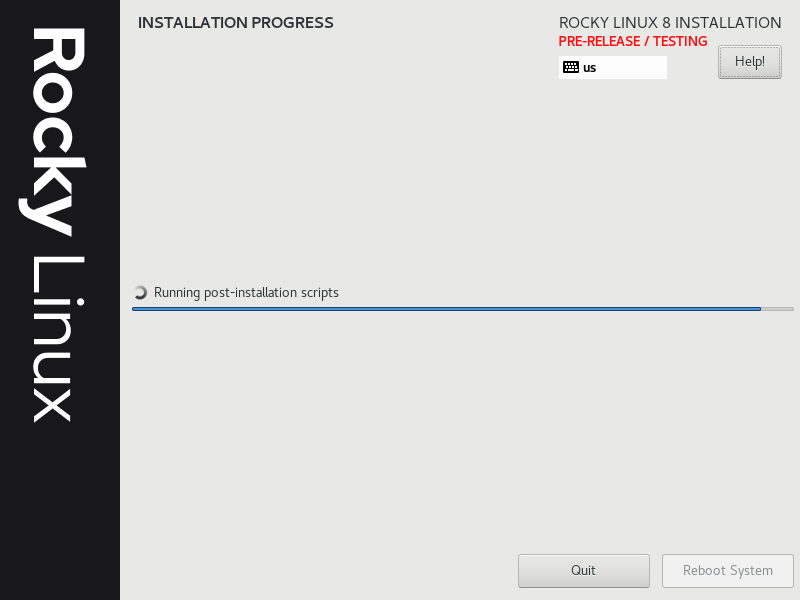 Rocky Linux
INSTALLATION PROGRESS
ROCKY LINUX 8 INSTALLATION
PRE-RELEASE / TESTING
us
Help!
Running post-installation scripts
Quit
Reboot System